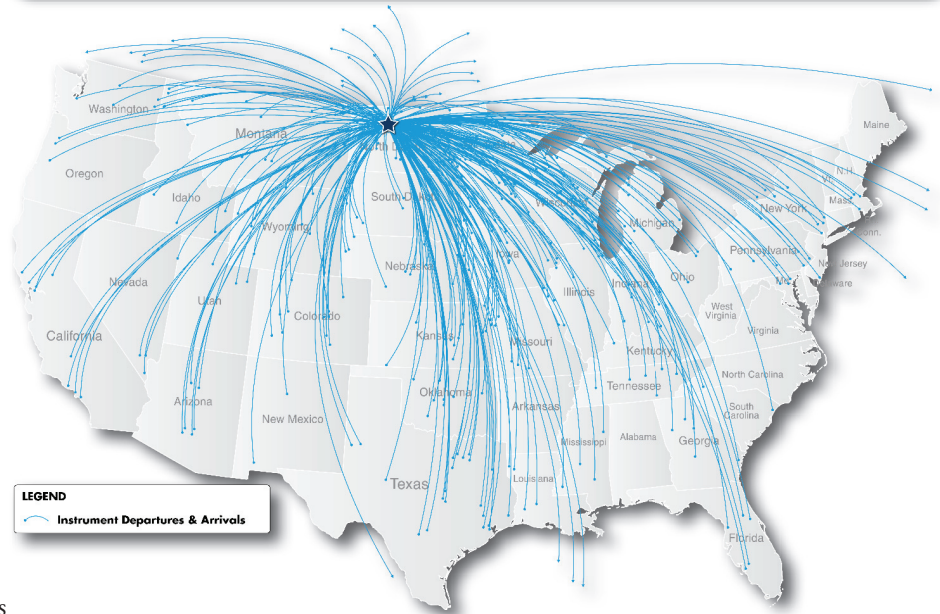 Washington
Maine
Montana
Oregon
Vt.
N.H.
Idaho
South Dakota
Wisconsin
Mass.
New York
Wyoming
Michigan
Conn.
Iowa
Pennsylvania
Nebraska
New Jersey
Nevada
Ohio
Indiana
Illinois
Utah
Colorado
West
Virginia
Virginia
California
Kansas
Missouri
Kentucky
North Carolina
Tennessee
Oklahoma
Arizona
Arkansas
South
Carolina
New Mexico
Mississippi
Alabama
Georgia
Louisiana
Texas
LEGEND
Instrument Departures & Arrivals
Florida
s